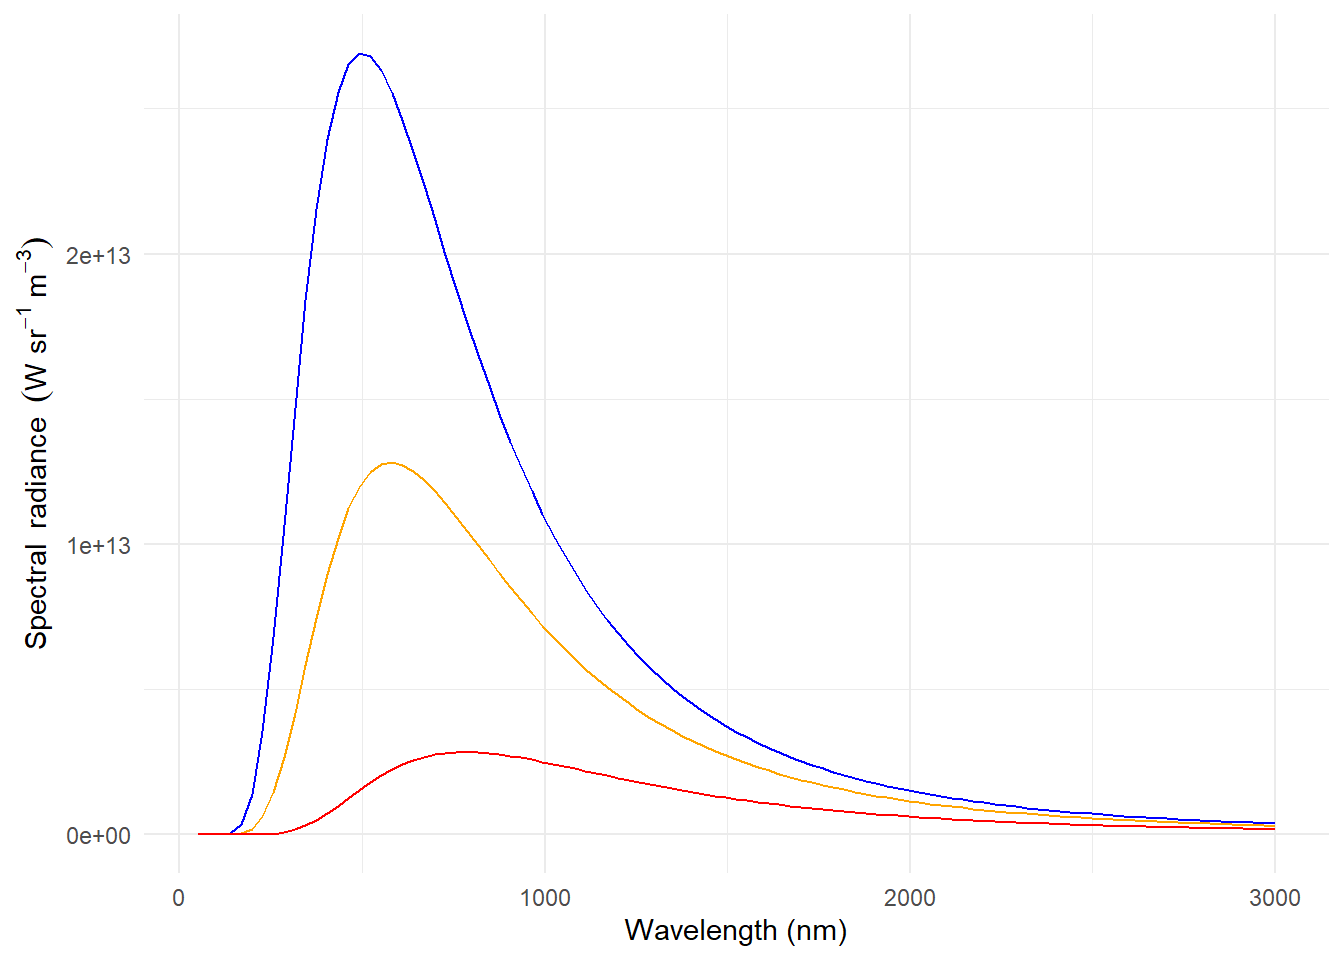 Spectral radiance (W sr⁻¹ m⁻³)
2e+13
1e+13
0e+00
0 1000 2000 3000
Wavelength (nm)